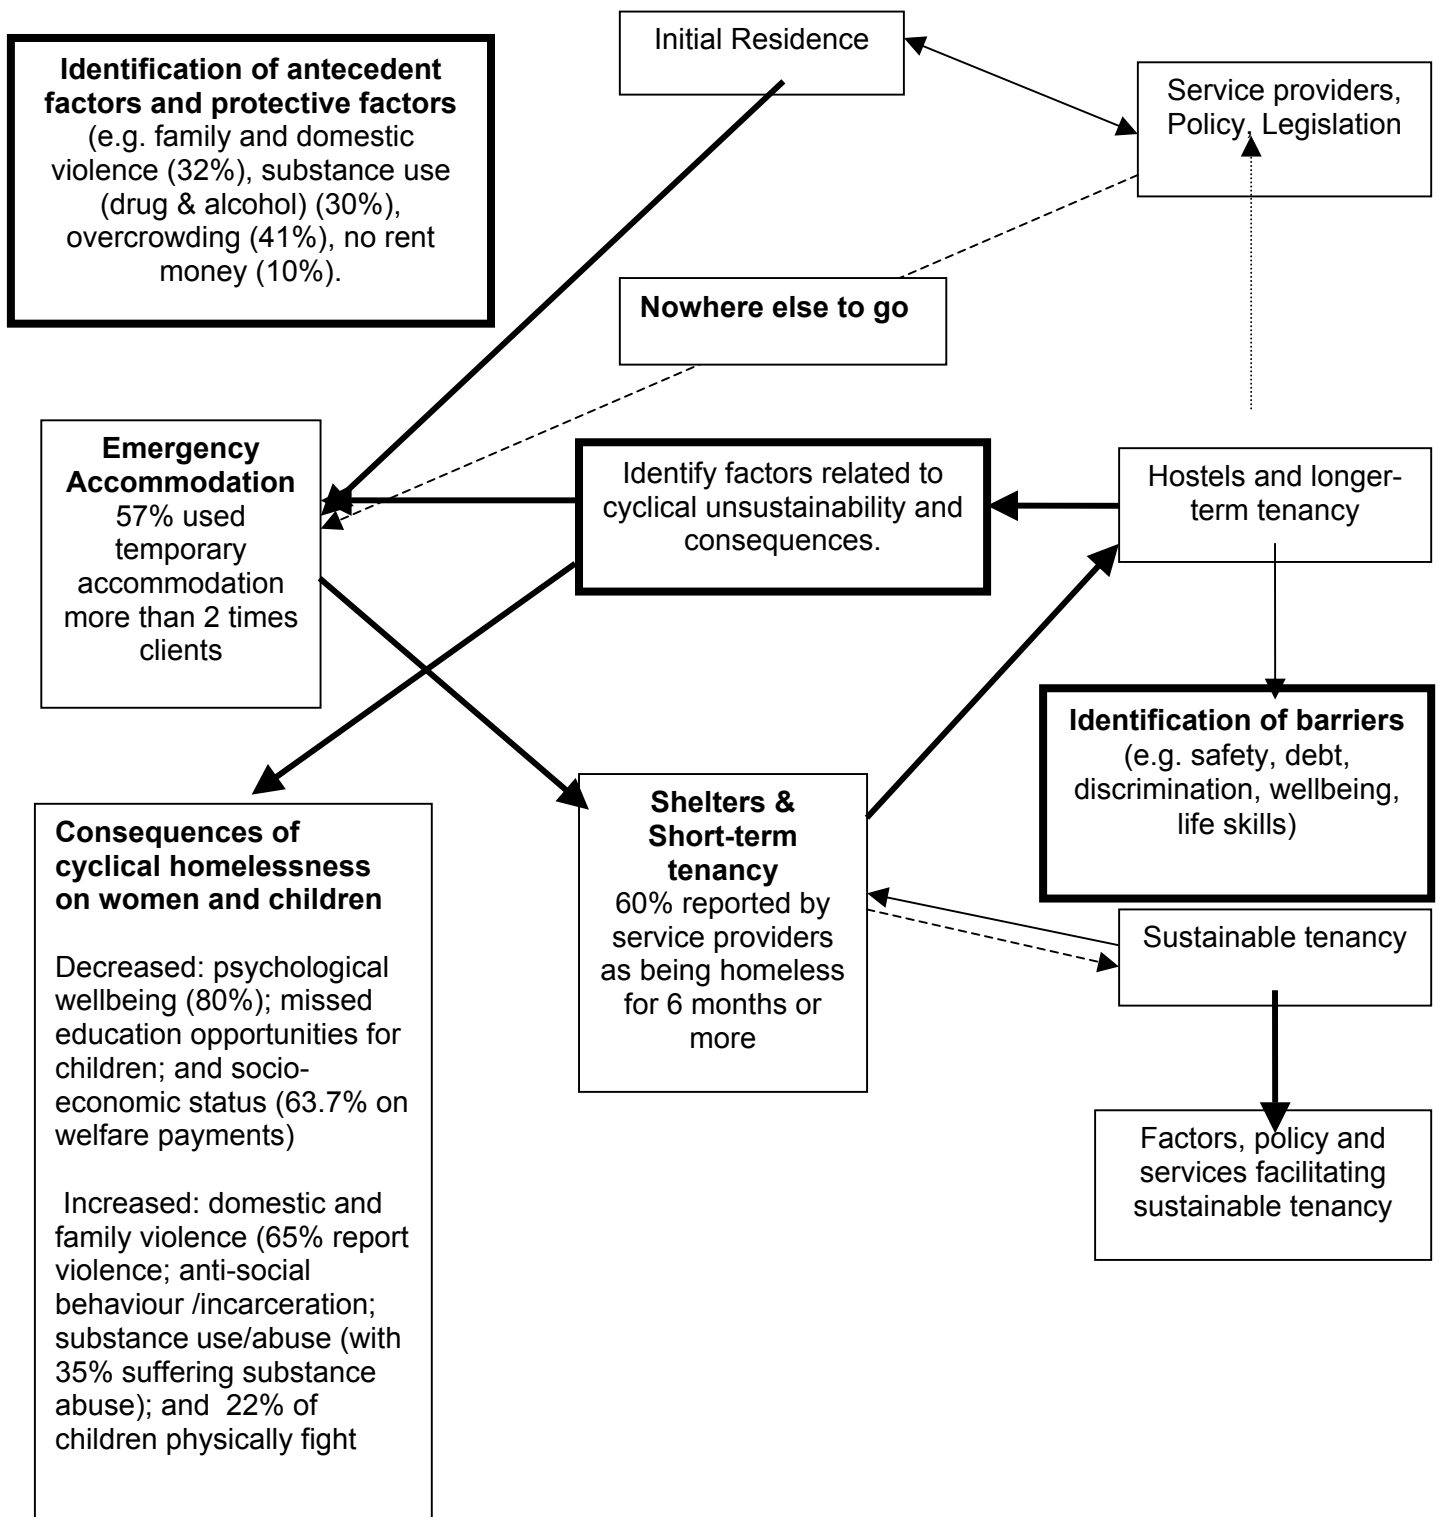 Initial Residence
Identification of antecedent
factors and protective factors
(e.g. family and domestic
violence (32%), substance use
(drug & alcohol) (30%),
overcrowding (41%), no rent
money (10%).
Service providers,
Policy, Legislation
Nowhere else to go
Emergency
Accommodation
57% used
temporary
accommodation
more than 2 times
clients
Identify factors related to
cyclical unsustainability and
consequences.
Hostels and longer-
term tenancy
Identification of barriers
(e.g. safety, debt,
discrimination, wellbeing,
life skills)
Shelters &
Short-term
tenancy
60% reported by
service providers
as being homeless
for 6 months or
more
Consequences of
cyclical homelessness
on women and children
Decreased: psychological
wellbeing (80%); missed
education opportunities for
children; and socio-
economic status (63.7% on
welfare payments)
Increased: domestic and
family violence (65% report
violence; anti-social
behaviour /incarceration;
substance use/abuse (with
35% suffering substance
abuse); and 22% of
children physically fight
Sustainable tenancy
Factors, policy and
services facilitating
sustainable tenancy